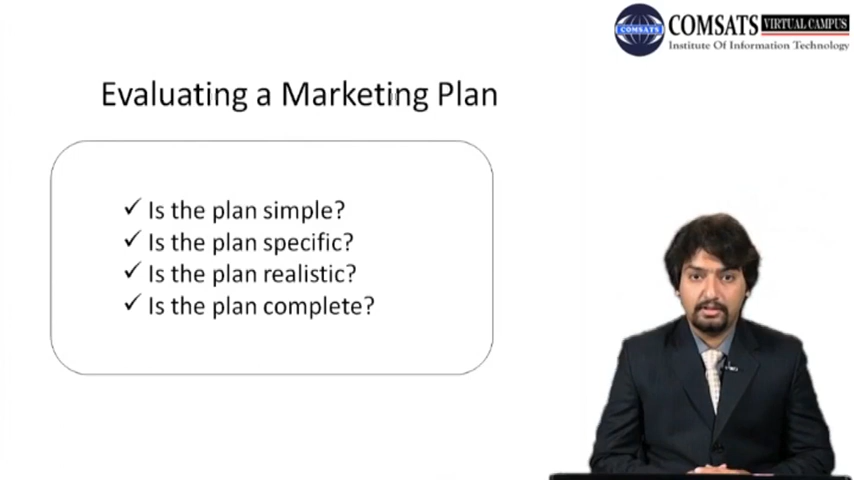 COMSATS VIRTUAL CAMPUS
COMSATS
Institute Of Information Technology
Evaluating a Marketing Plan
✓ Is the plan simple?
✓ Is the plan specific?
✓ Is the plan realistic?
✓ Is the plan complete?